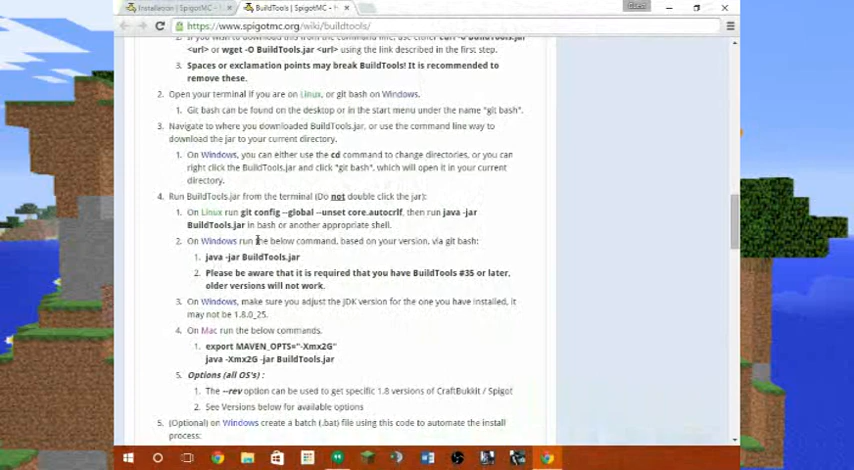 Installation | SpigotMC
BuildTools | SpigotMC -
https://www.spigotmc.org/wiki/buildtools/
<url> or wget -O BuildTools.jar <url> using the link described in the first step.
3. Spaces or exclamation points may break BuildTools! It is recommended to
remove these.
2. Open your terminal if you are on Linux, or git bash on Windows.
1. Git bash can be found on the desktop or in the start menu under the name "git bash".
3. Navigate to where you downloaded BuildTools.jar, or use the command line way to
download the jar to your current directory.
1. On Windows, you can either use the cd command to change directories, or you can
right click the BuildTools.jar and click "git bash", which will open it in your current
directory.
4. Run BuildTools.jar from the terminal (Do not double click the jar):
1. On Linux run git config --global --unset core.autocrlf, then run java -jar
BuildTools.jar in bash or another appropriate shell.
2. On Windows run the below command, based on your version, via git bash:
1. java -jar BuildTools.jar
2. Please be aware that it is required that you have BuildTools #35 or later,
older versions will not work.
3. On Windows, make sure you adjust the JDK version for the one you have installed, it
may not be 1.8.0_25.
4. On Mac run the below commands.
1. export MAVEN_OPTS="-Xmx2G"
java -Xmx2G -jar BuildTools.jar
5. Options (all OS's) :
1. The --rev option can be used to get specific 1.8 versions of CraftBukkit / Spigot
2. See Versions below for available options
5. (Optional) on Windows create a batch (.bat) file using this code to automate the install
process: